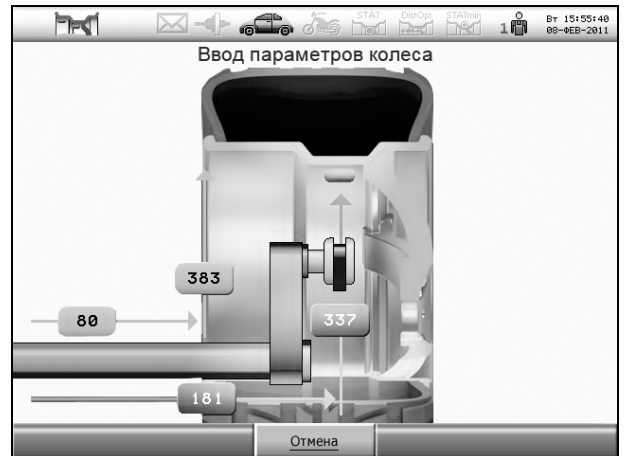 STAT DistOpt STATmin
1 Вт 15:55:40
08-ФЕВ-2011
Ввод параметров колеса
383
80
337
181
Отмена